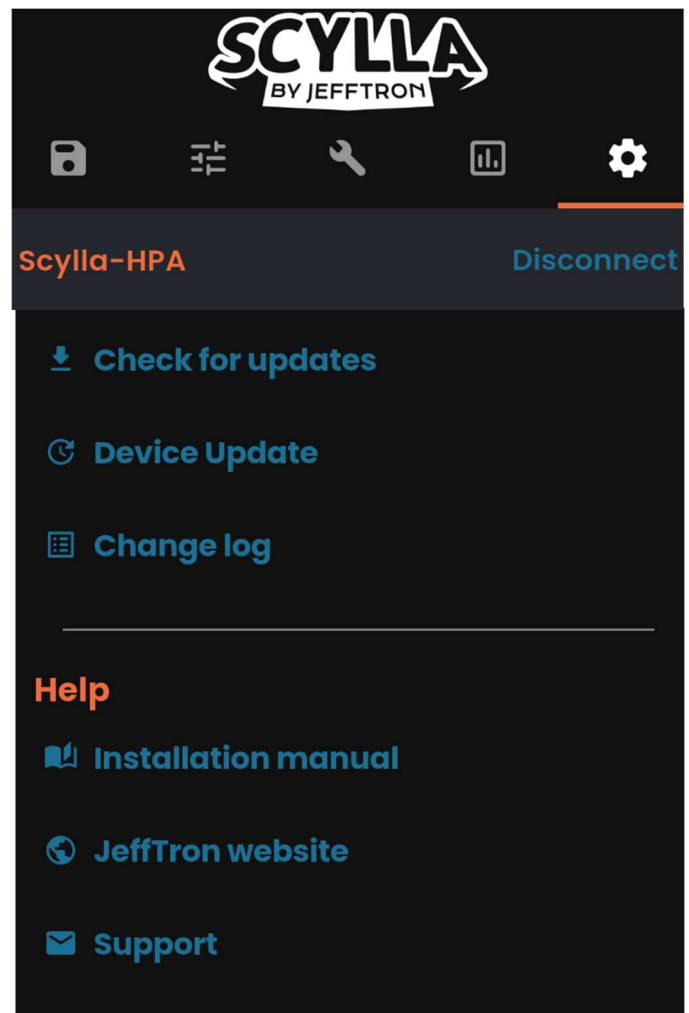 SCYLLA
BY JEFFTRON
Scylla-HPA Disconnect
Check for updates
Device Update
Change log
Help
Installation manual
JeffTron website
Support